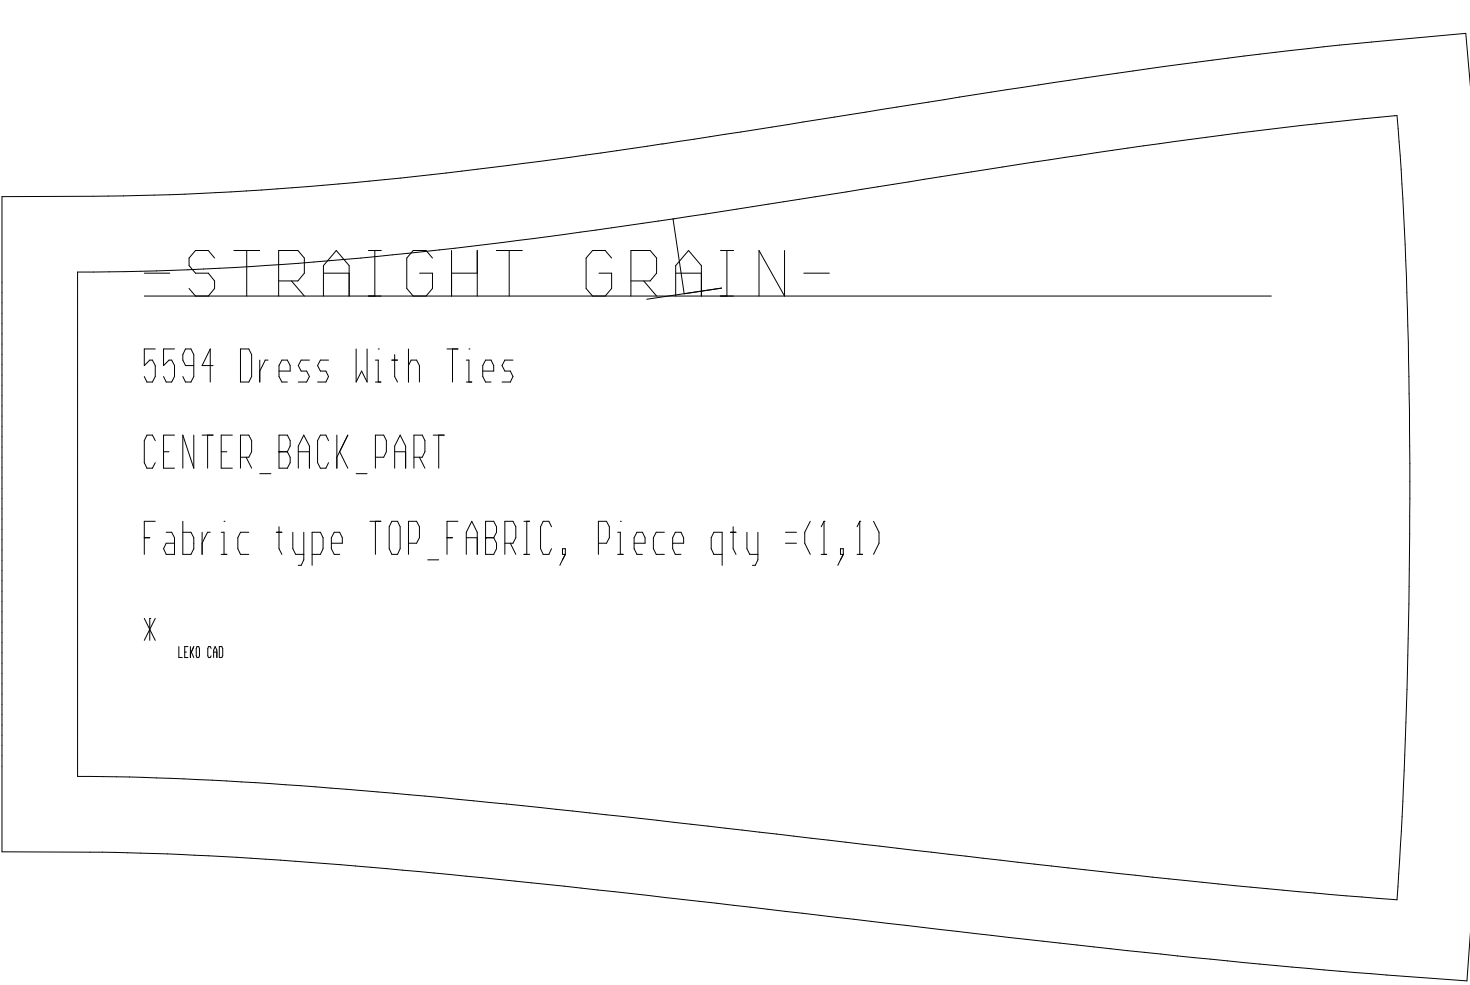 -STRAIGHT GRAIN-
5594 Dress With Ties
CENTER_BACK_PART
Fabric type TOP_FABRIC, Piece qty =(1,1)
*
LEKO CAD